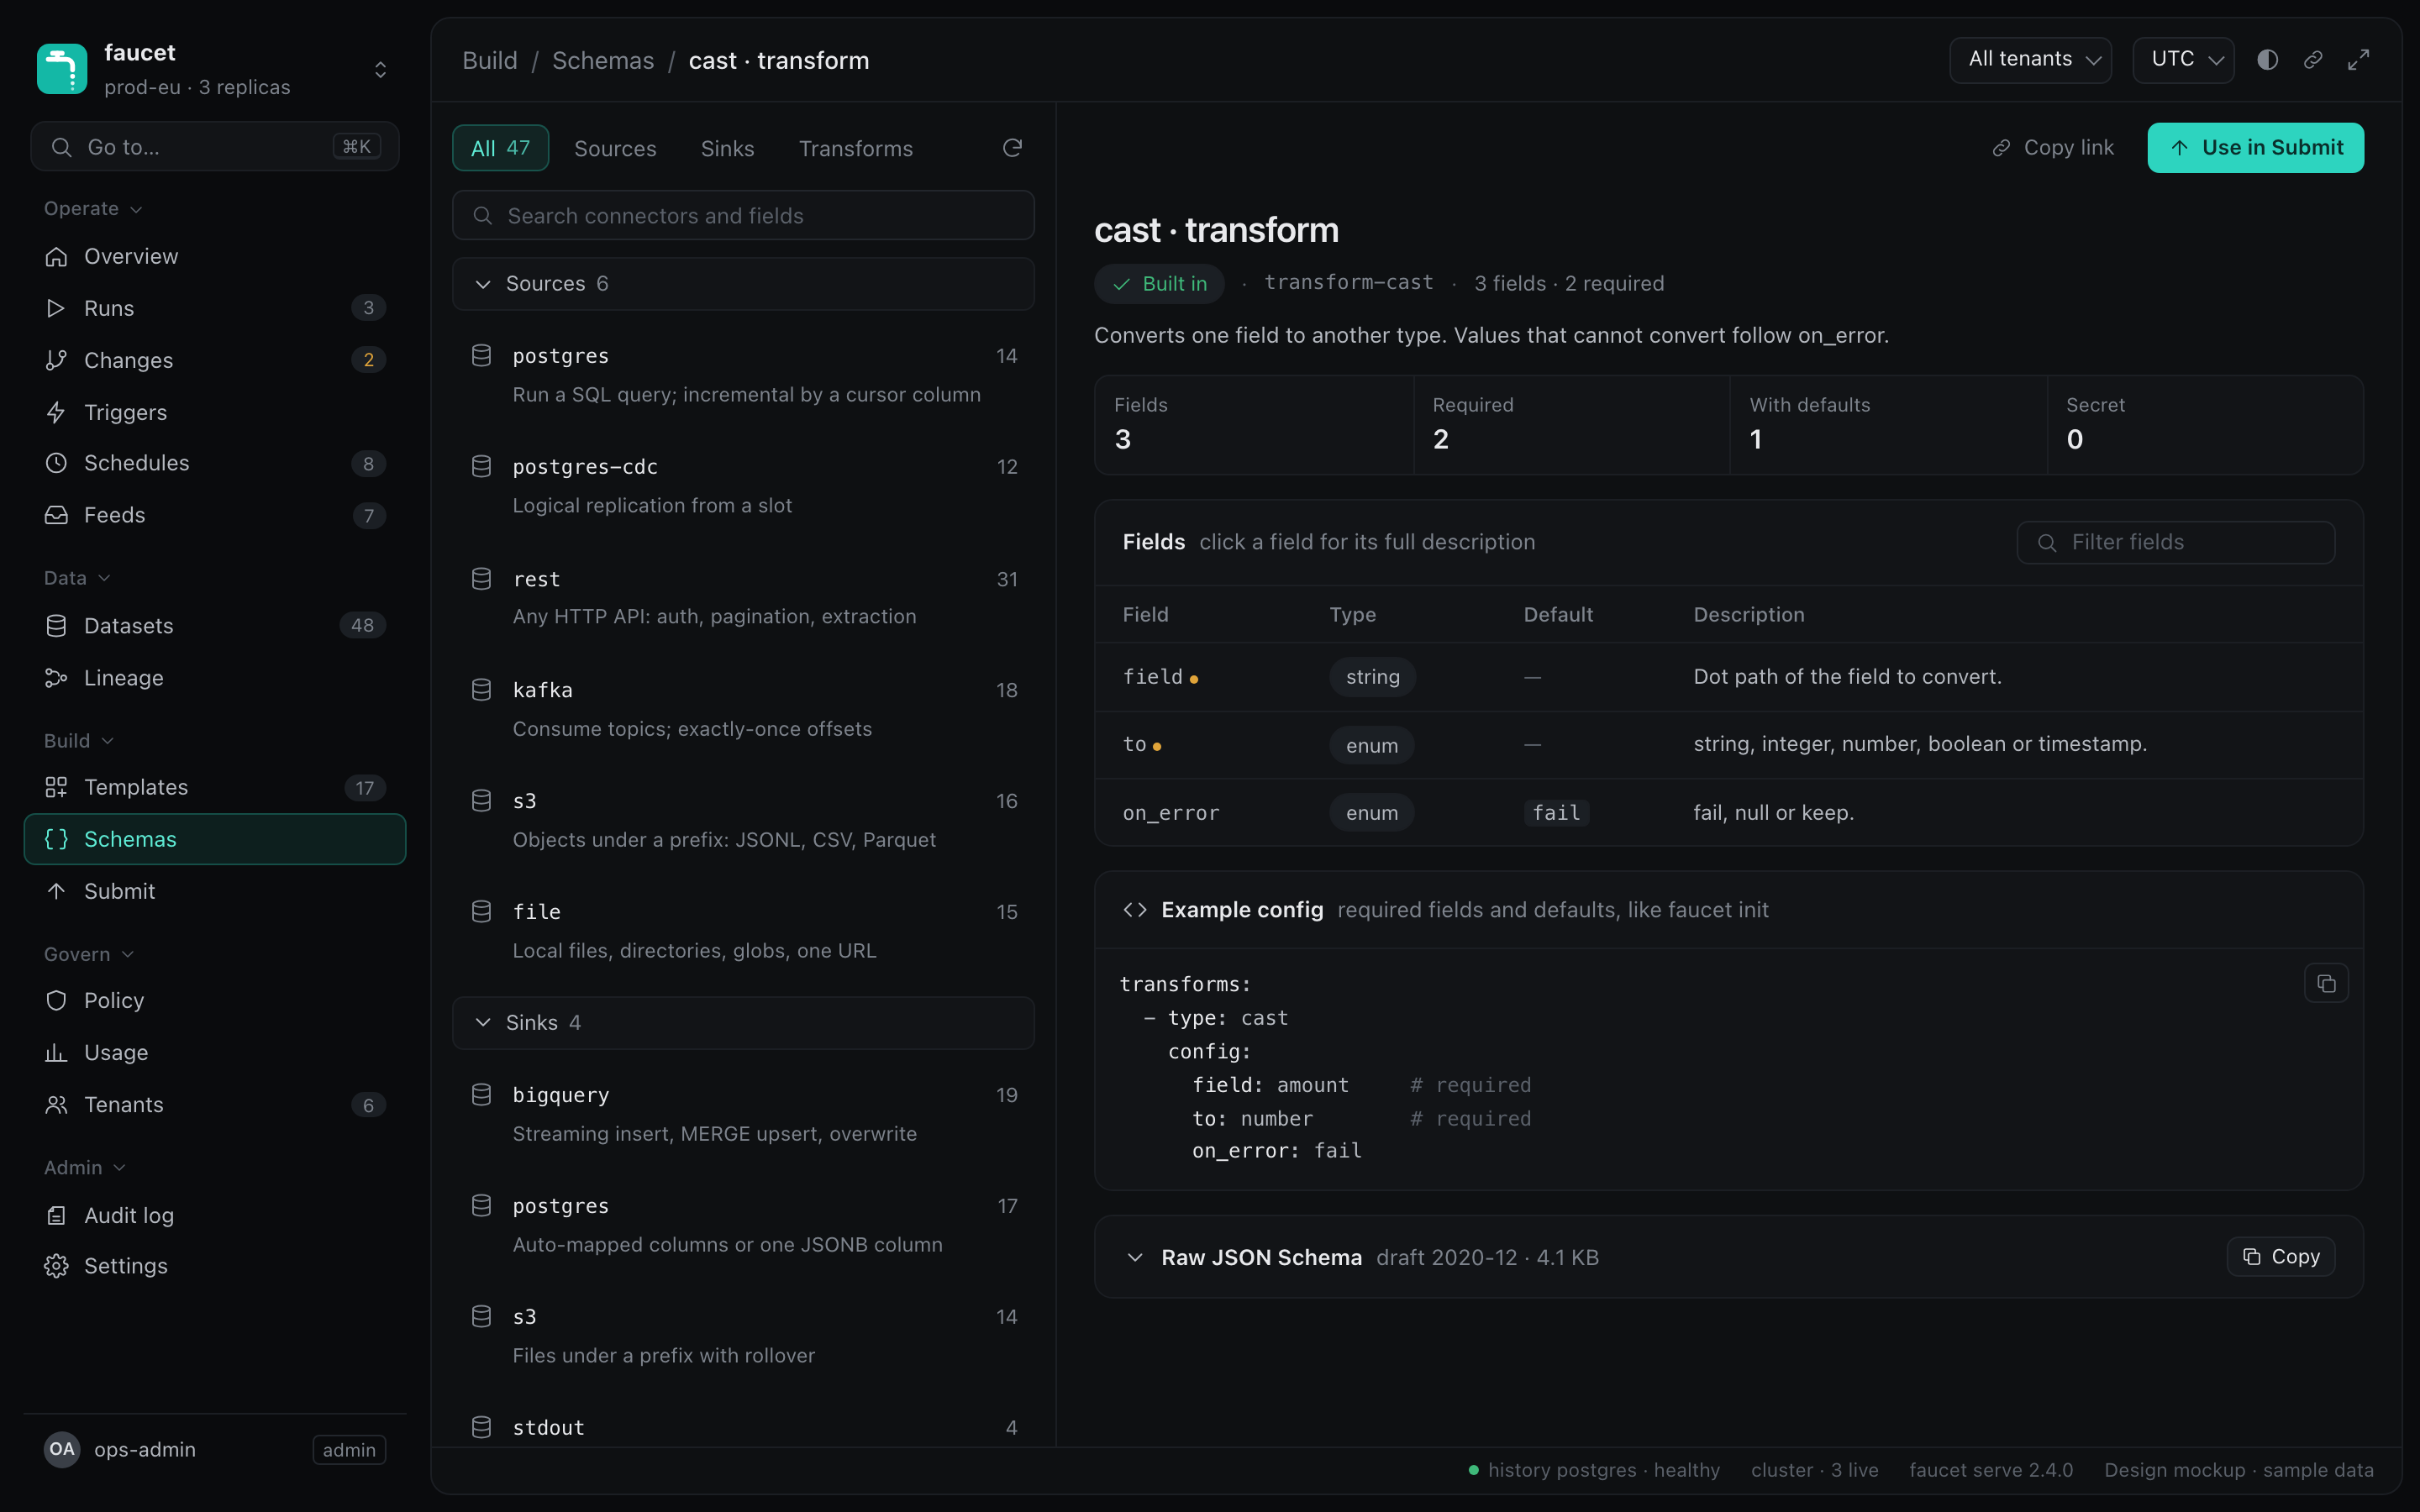 faucet
prod-eu · 3 replicas
Go to...
⌘K
Operate
Overview
Runs 3
Changes 2
Triggers
Schedules 8
Feeds 7
Data
Datasets 48
Lineage
Build
Templates 17
Schemas
Submit
Govern
Policy
Usage
Tenants 6
Admin
Audit log
Settings
OA ops-admin admin
Build / Schemas / cast · transform
All tenants
UTC
All 47 Sources Sinks Transforms
Search connectors and fields
Sources 6
postgres 14
Run a SQL query; incremental by a cursor column
postgres-cdc 12
Logical replication from a slot
rest 31
Any HTTP API: auth, pagination, extraction
kafka 18
Consume topics; exactly-once offsets
s3 16
Objects under a prefix: JSONL, CSV, Parquet
file 15
Local files, directories, globs, one URL
Sinks 4
bigquery 19
Streaming insert, MERGE upsert, overwrite
postgres 17
Auto-mapped columns or one JSONB column
s3 14
Files under a prefix with rollover
stdout 4
Copy link
Use in Submit
cast · transform
Built in · transform-cast · 3 fields · 2 required
Converts one field to another type. Values that cannot convert follow on_error.
Fields Required With defaults Secret
3 2 1 0
Fields click a field for its full description
Filter fields
Field Type Default Description
field string — Dot path of the field to convert.
to enum — string, integer, number, boolean or timestamp.
on_error enum fail fail, null or keep.
Example config required fields and defaults, like faucet init
transforms:
- type: cast
config:
field: amount # required
to: number # required
on_error: fail
Raw JSON Schema draft 2020-12 · 4.1 KB
Copy
history postgres · healthy cluster · 3 live faucet serve 2.4.0 Design mockup · sample data